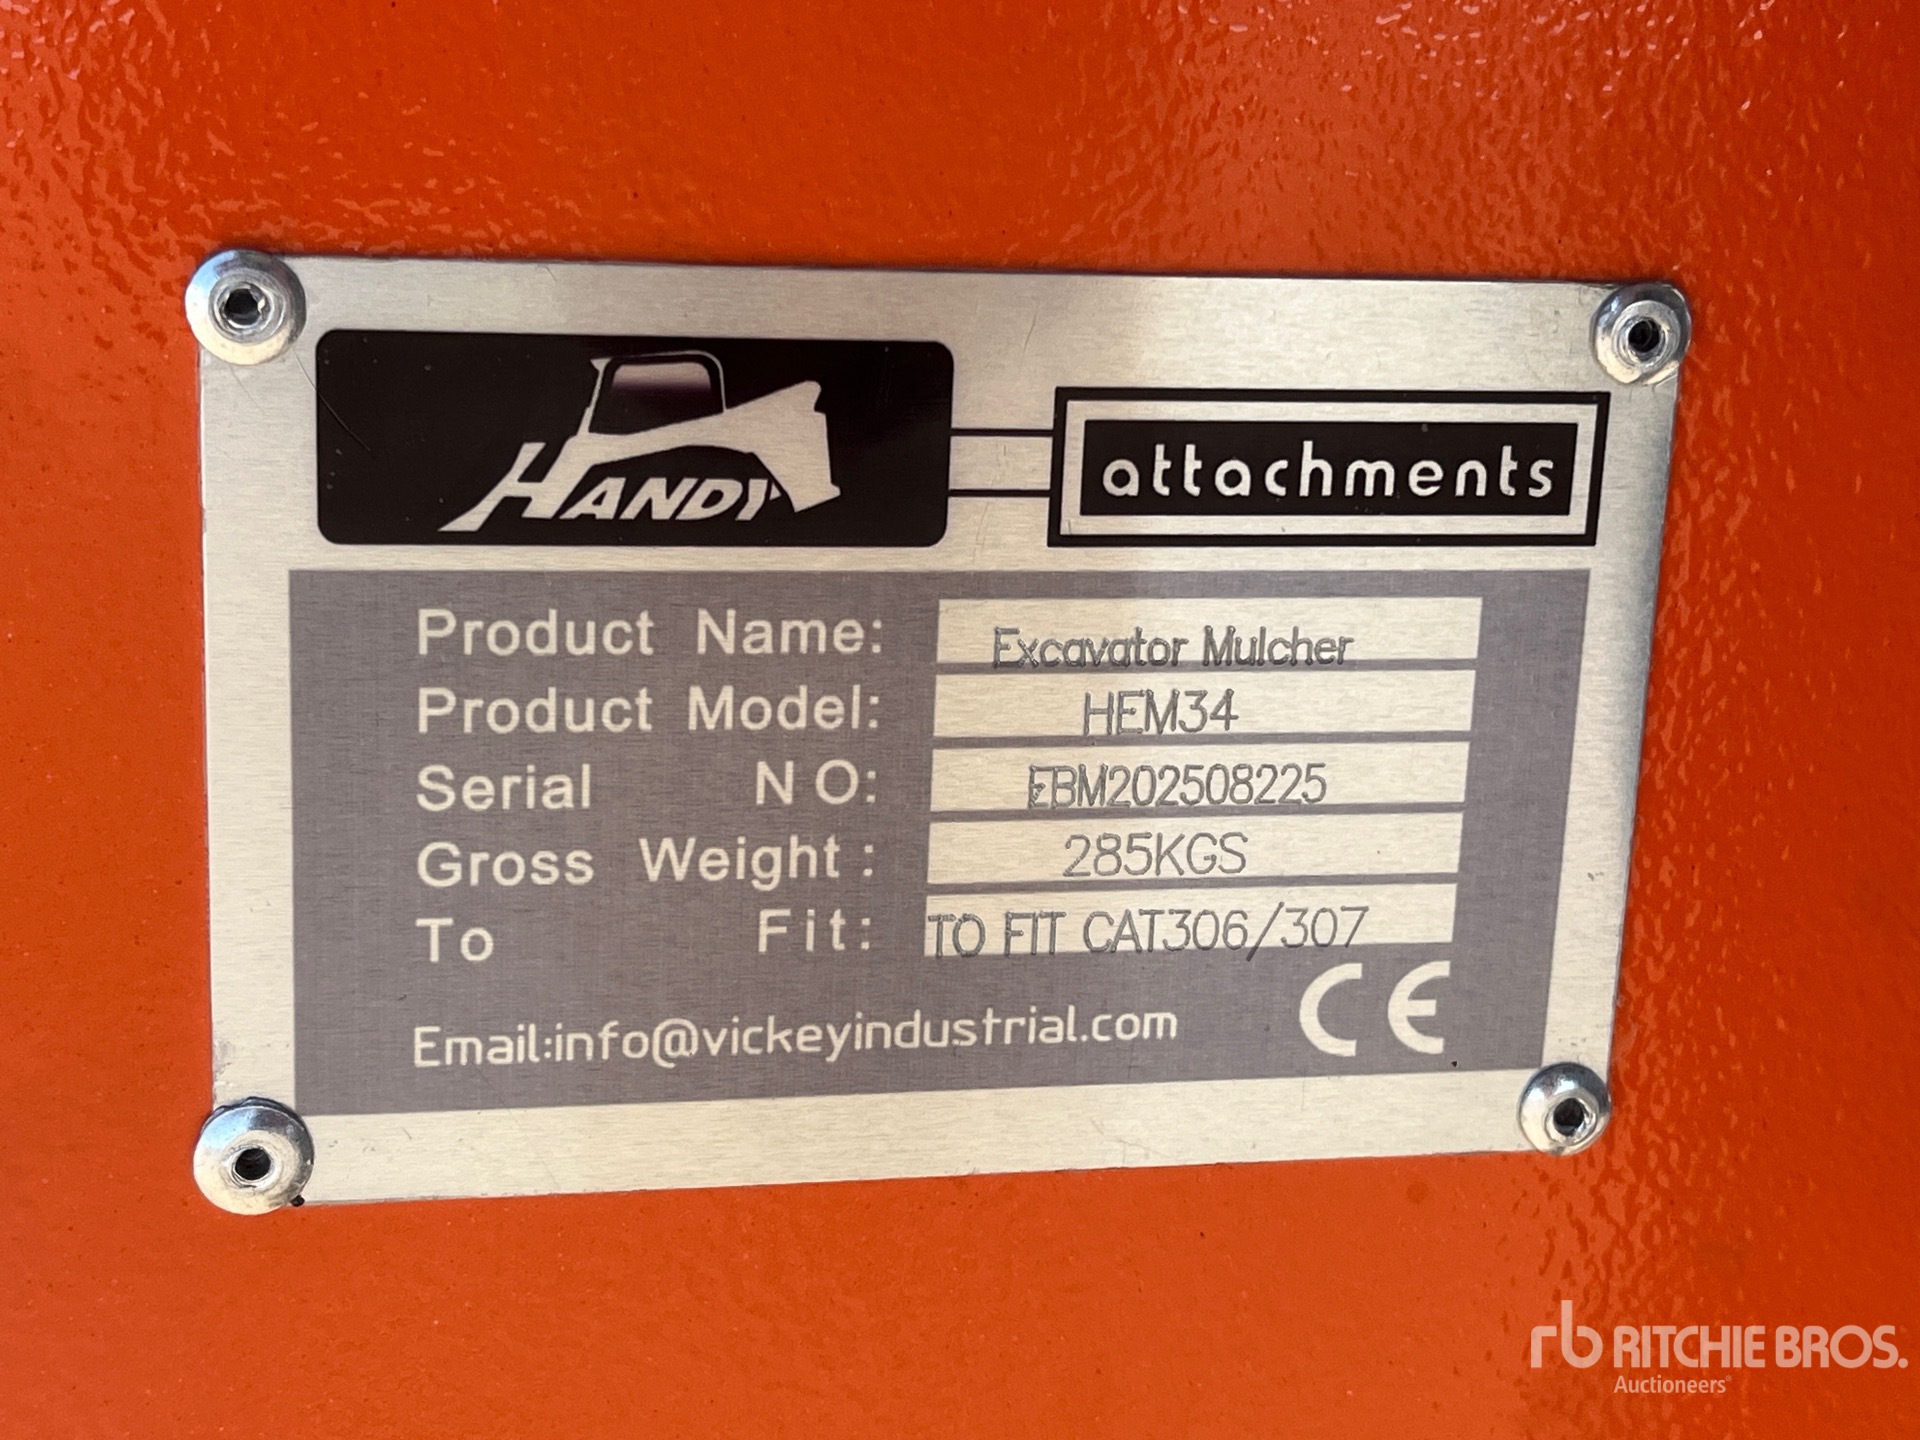 HANDY
attachments
Product Name: Excavator Mulcher
Product Model: HEM34
Serial NO: EBM202508225
Gross Weight: 285KGS
To Fit: TO FIT CAT306/307
Email:info@vickeyindustrial.com CE
rb RITCHIE BROS.
Auctioneers